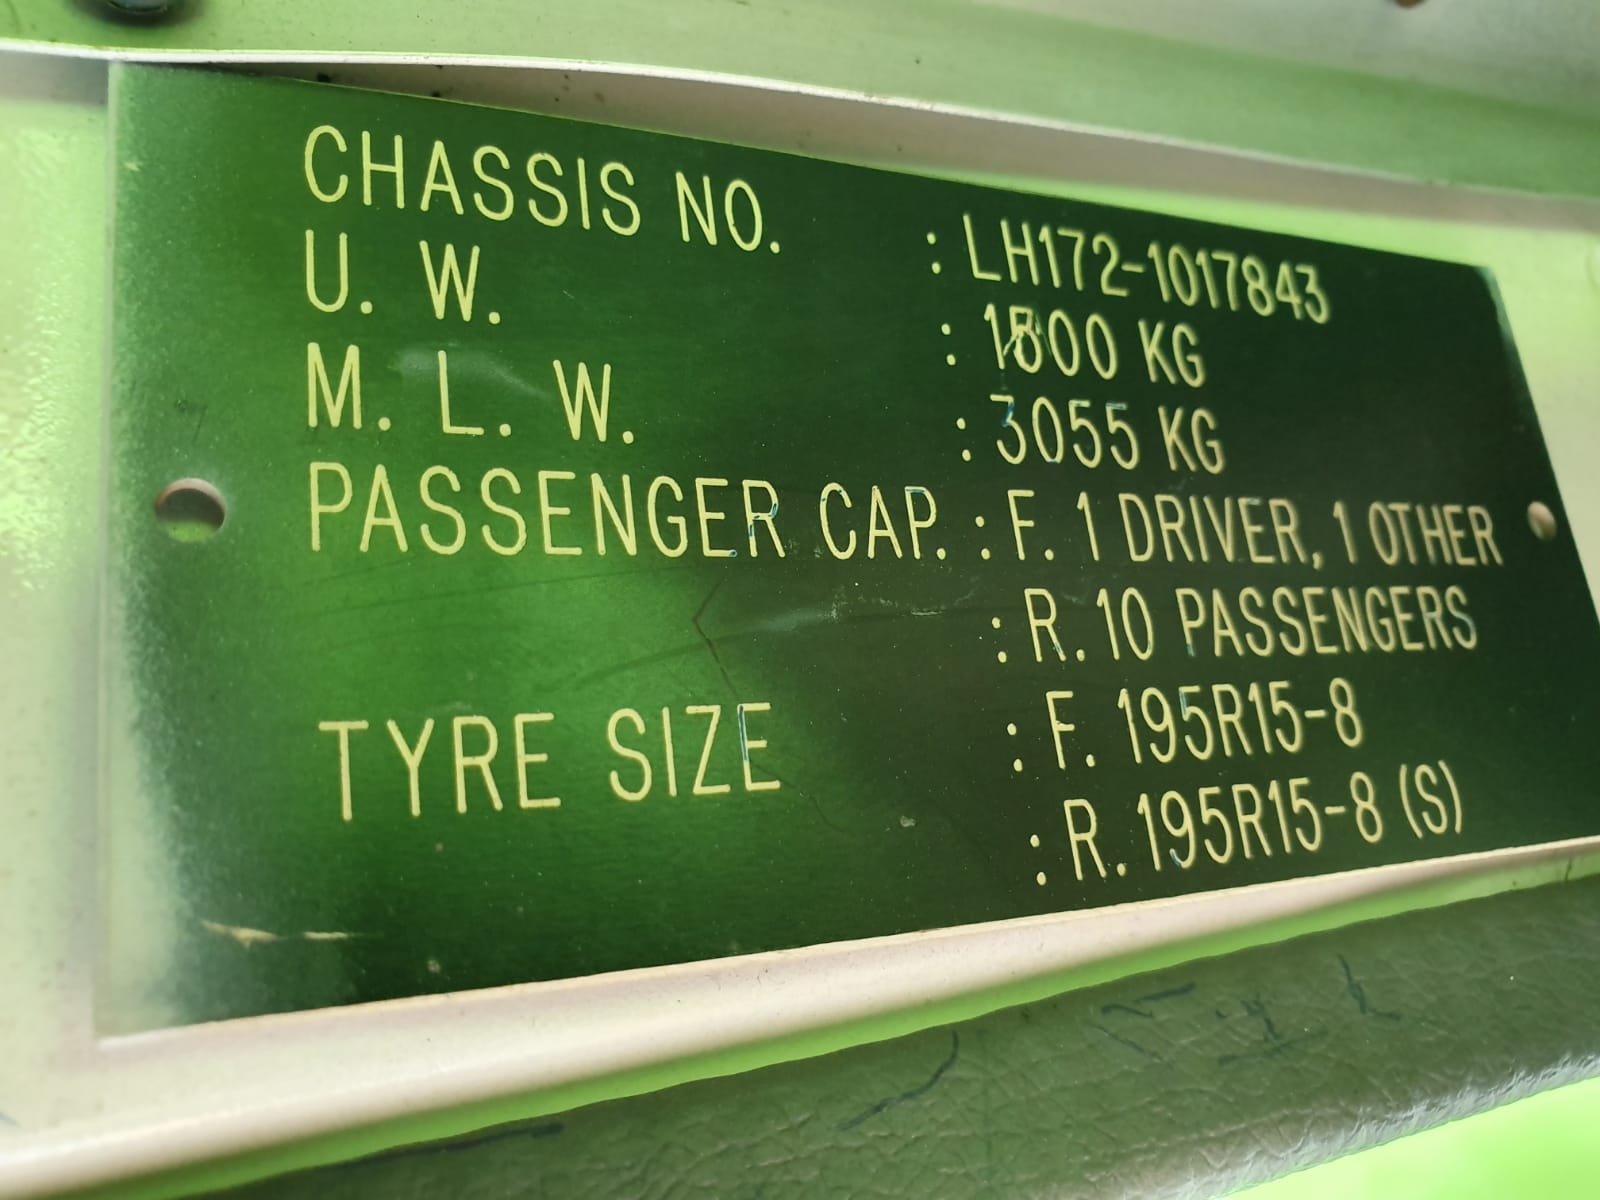 CHASSIS NO. : LH172-1017843
U. W. : KG
M. L. W. : 3055 KG
PASSENGER CAP. : F. 1 DRIVER, 1 OTHER
: R. 10 PASSENGERS
TYRE SIZE : F. 195R15-8
: R. 195R15-8 (S)